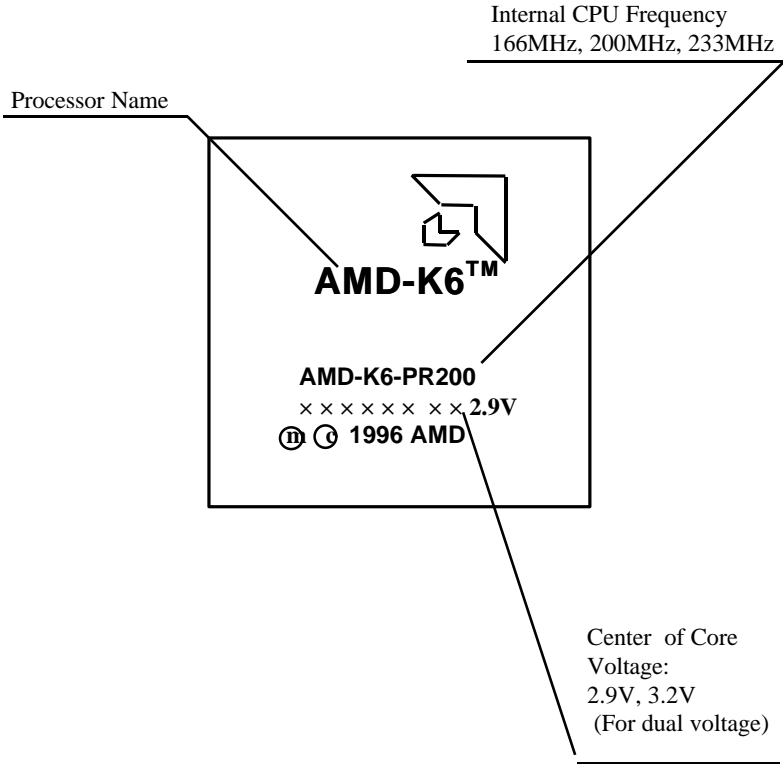 Internal CPU Frequency
166MHz, 200MHz, 233MHz
Processor Name
AMD-K6™
AMD-K6-PR200
×××××× ×× 2.9V
ⓜ ⓒ 1996 AMD
Center of Core
Voltage:
2.9V, 3.2V
(For dual voltage)